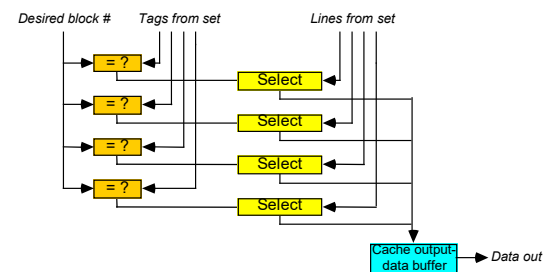 Desired block # Tags from set Lines from set
= ?
Select
= ?
Select
= ?
Select
= ?
Select
Cache output-
data buffer
Data out